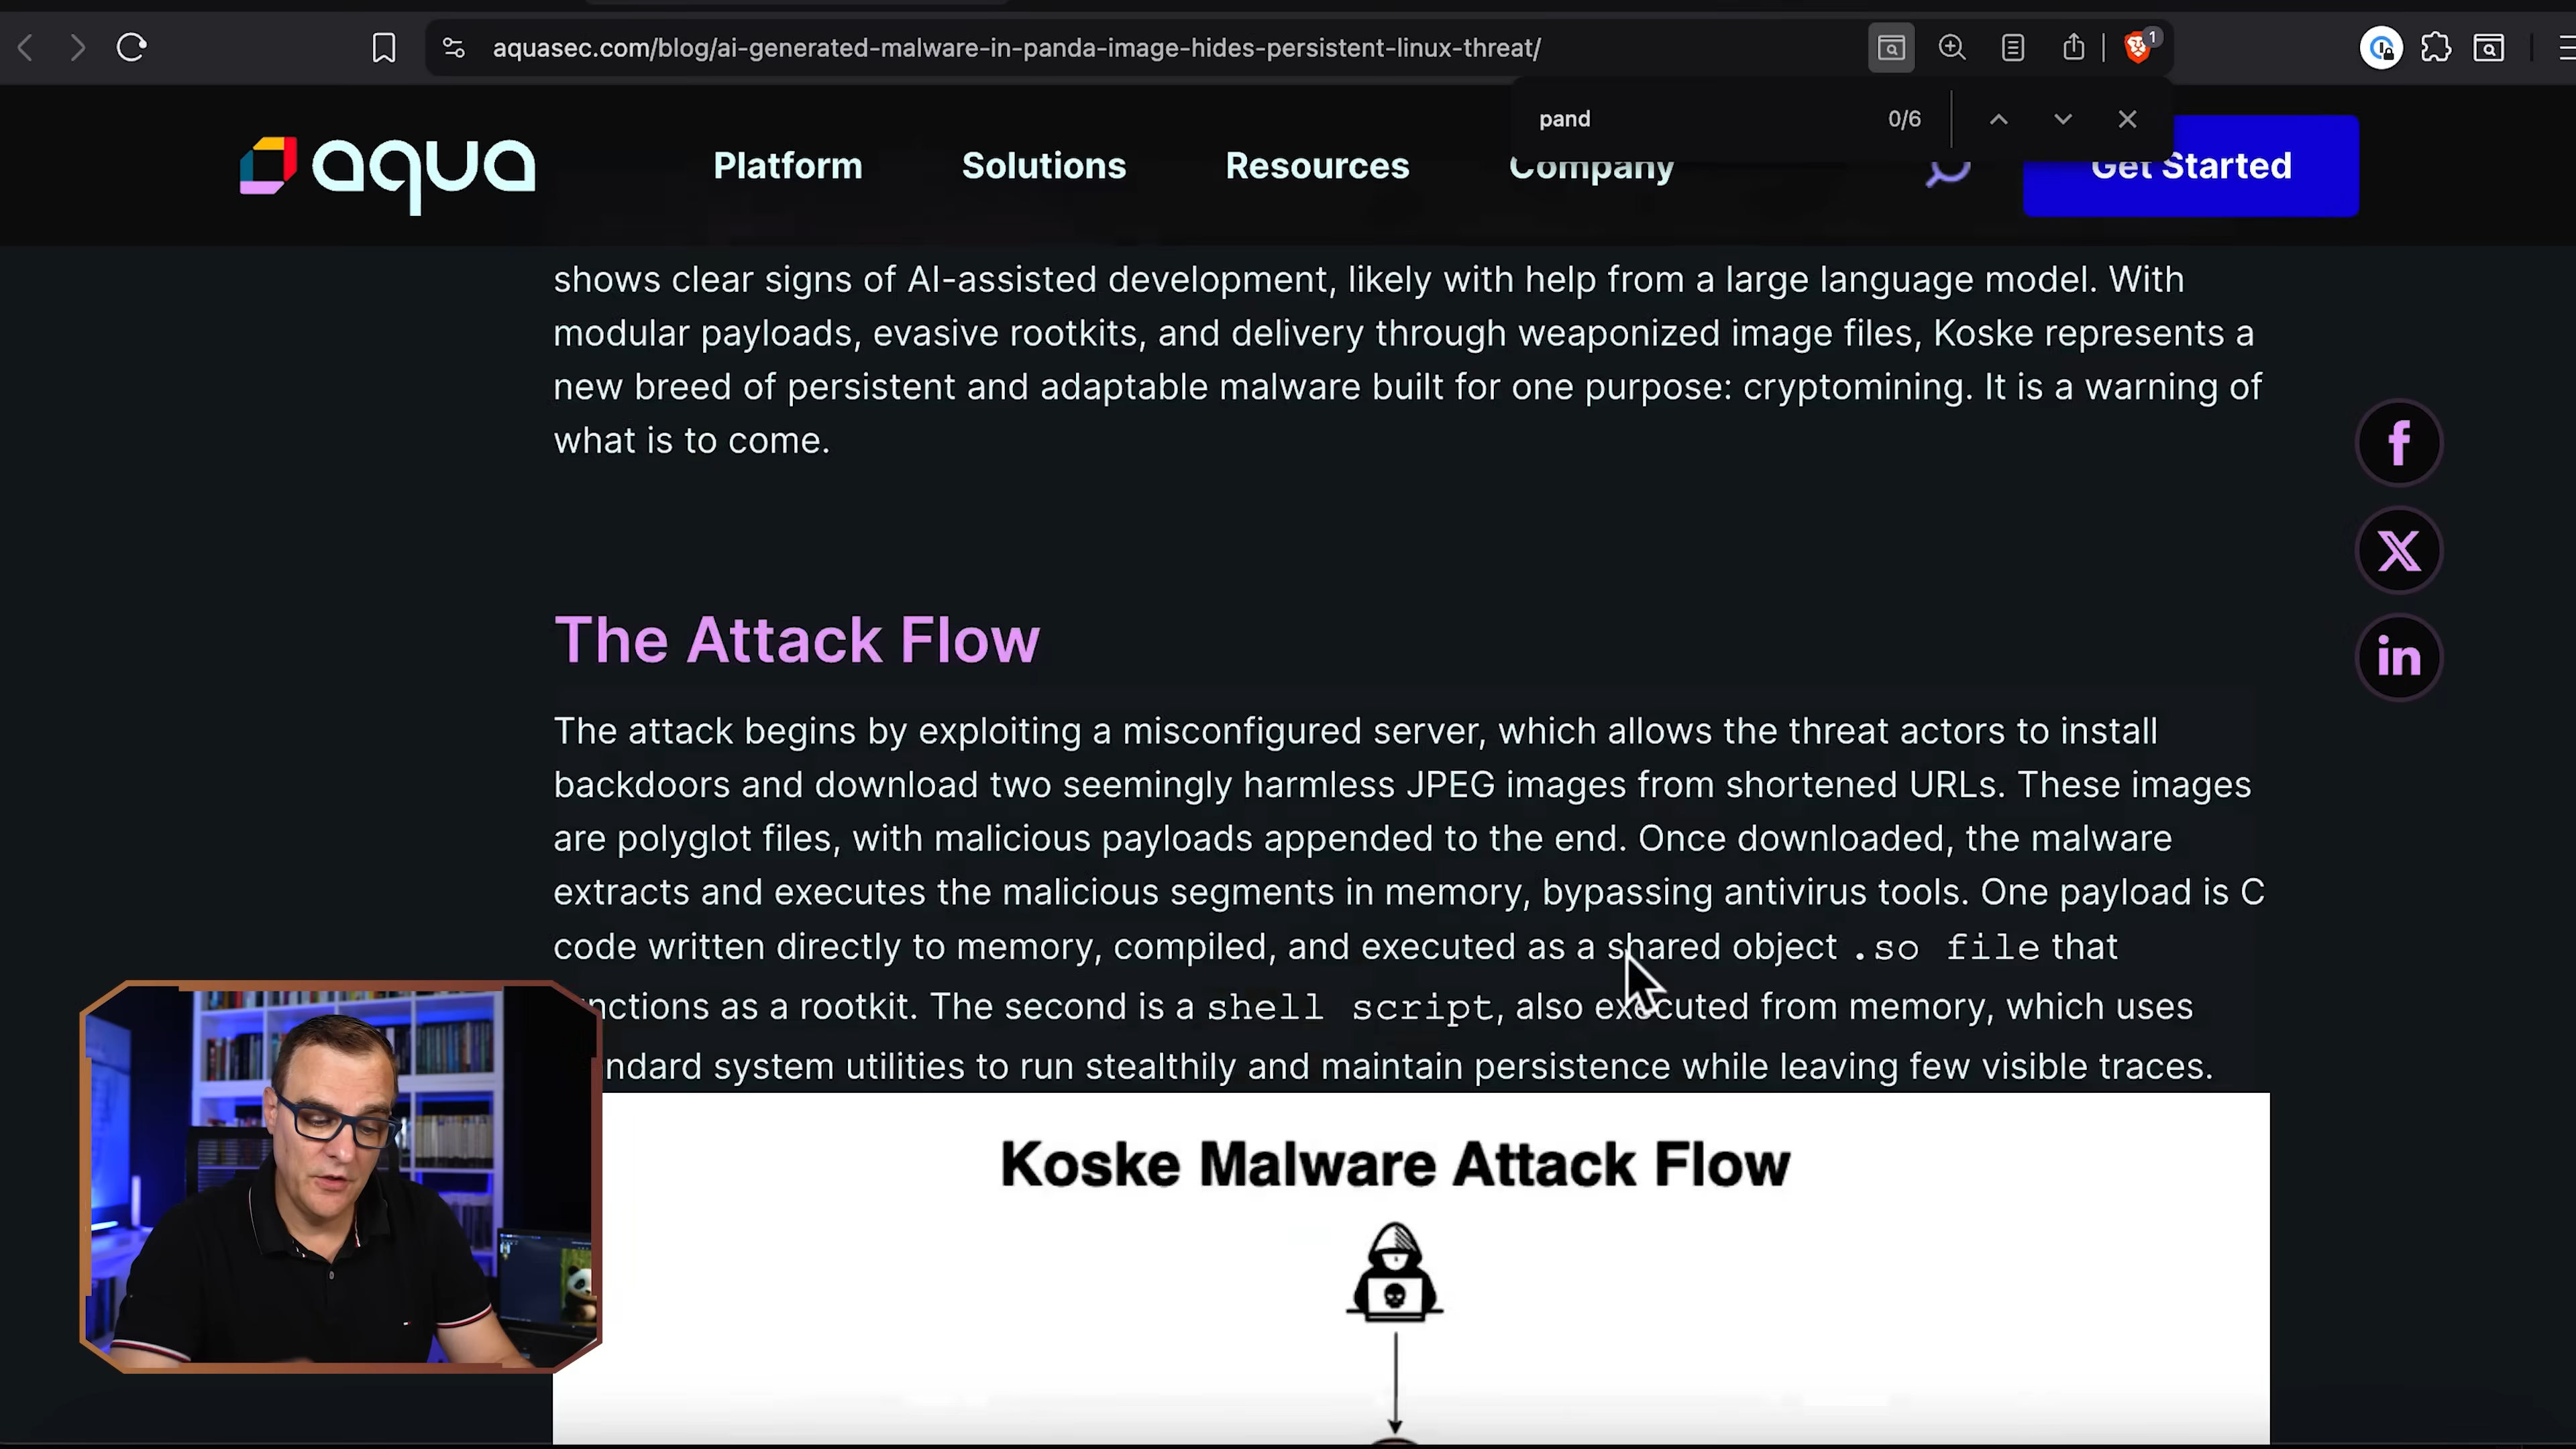 aquasec.com/blog/ai-generated-malware-in-panda-image-hides-persistent-linux-threat/
1
pand
0/6
aqua
Platform
Solutions
Resources
Company
Get Started
shows clear signs of AI-assisted development, likely with help from a large language model. With
modular payloads, evasive rootkits, and delivery through weaponized image files, Koske represents a
new breed of persistent and adaptable malware built for one purpose: cryptomining. It is a warning of
what is to come.
f
X
in
The Attack Flow
The attack begins by exploiting a misconfigured server, which allows the threat actors to install
backdoors and download two seemingly harmless JPEG images from shortened URLs. These images
are polyglot files, with malicious payloads appended to the end. Once downloaded, the malware
extracts and executes the malicious segments in memory, bypassing antivirus tools. One payload is C
code written directly to memory, compiled, and executed as a shared object .so file that
nctions as a rootkit. The second is a shell script, also executed from memory, which uses
ndard system utilities to run stealthily and maintain persistence while leaving few visible traces.
Koske Malware Attack Flow